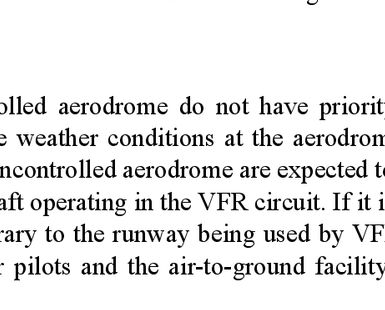 olled aerodrome do not have priority
e weather conditions at the aerodrom
ncontrolled aerodrome are expected to
aft operating in the VFR circuit. If it i
rary to the runway being used by VF
r pilots and the air-to-ground facility